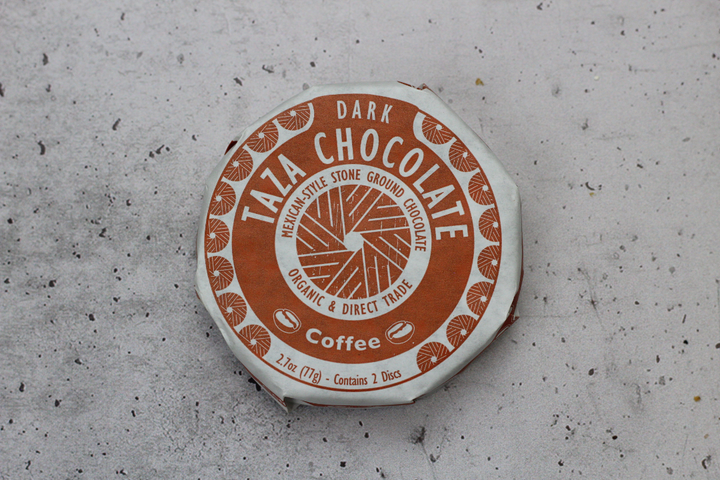 DARK
TAZA CHOCOLATE
MEXICAN-STYLE STONE GROUND CHOCOLATE
ORGANIC & DIRECT TRADE
Coffee
2.7oz (77g) - Contains 2 Discs